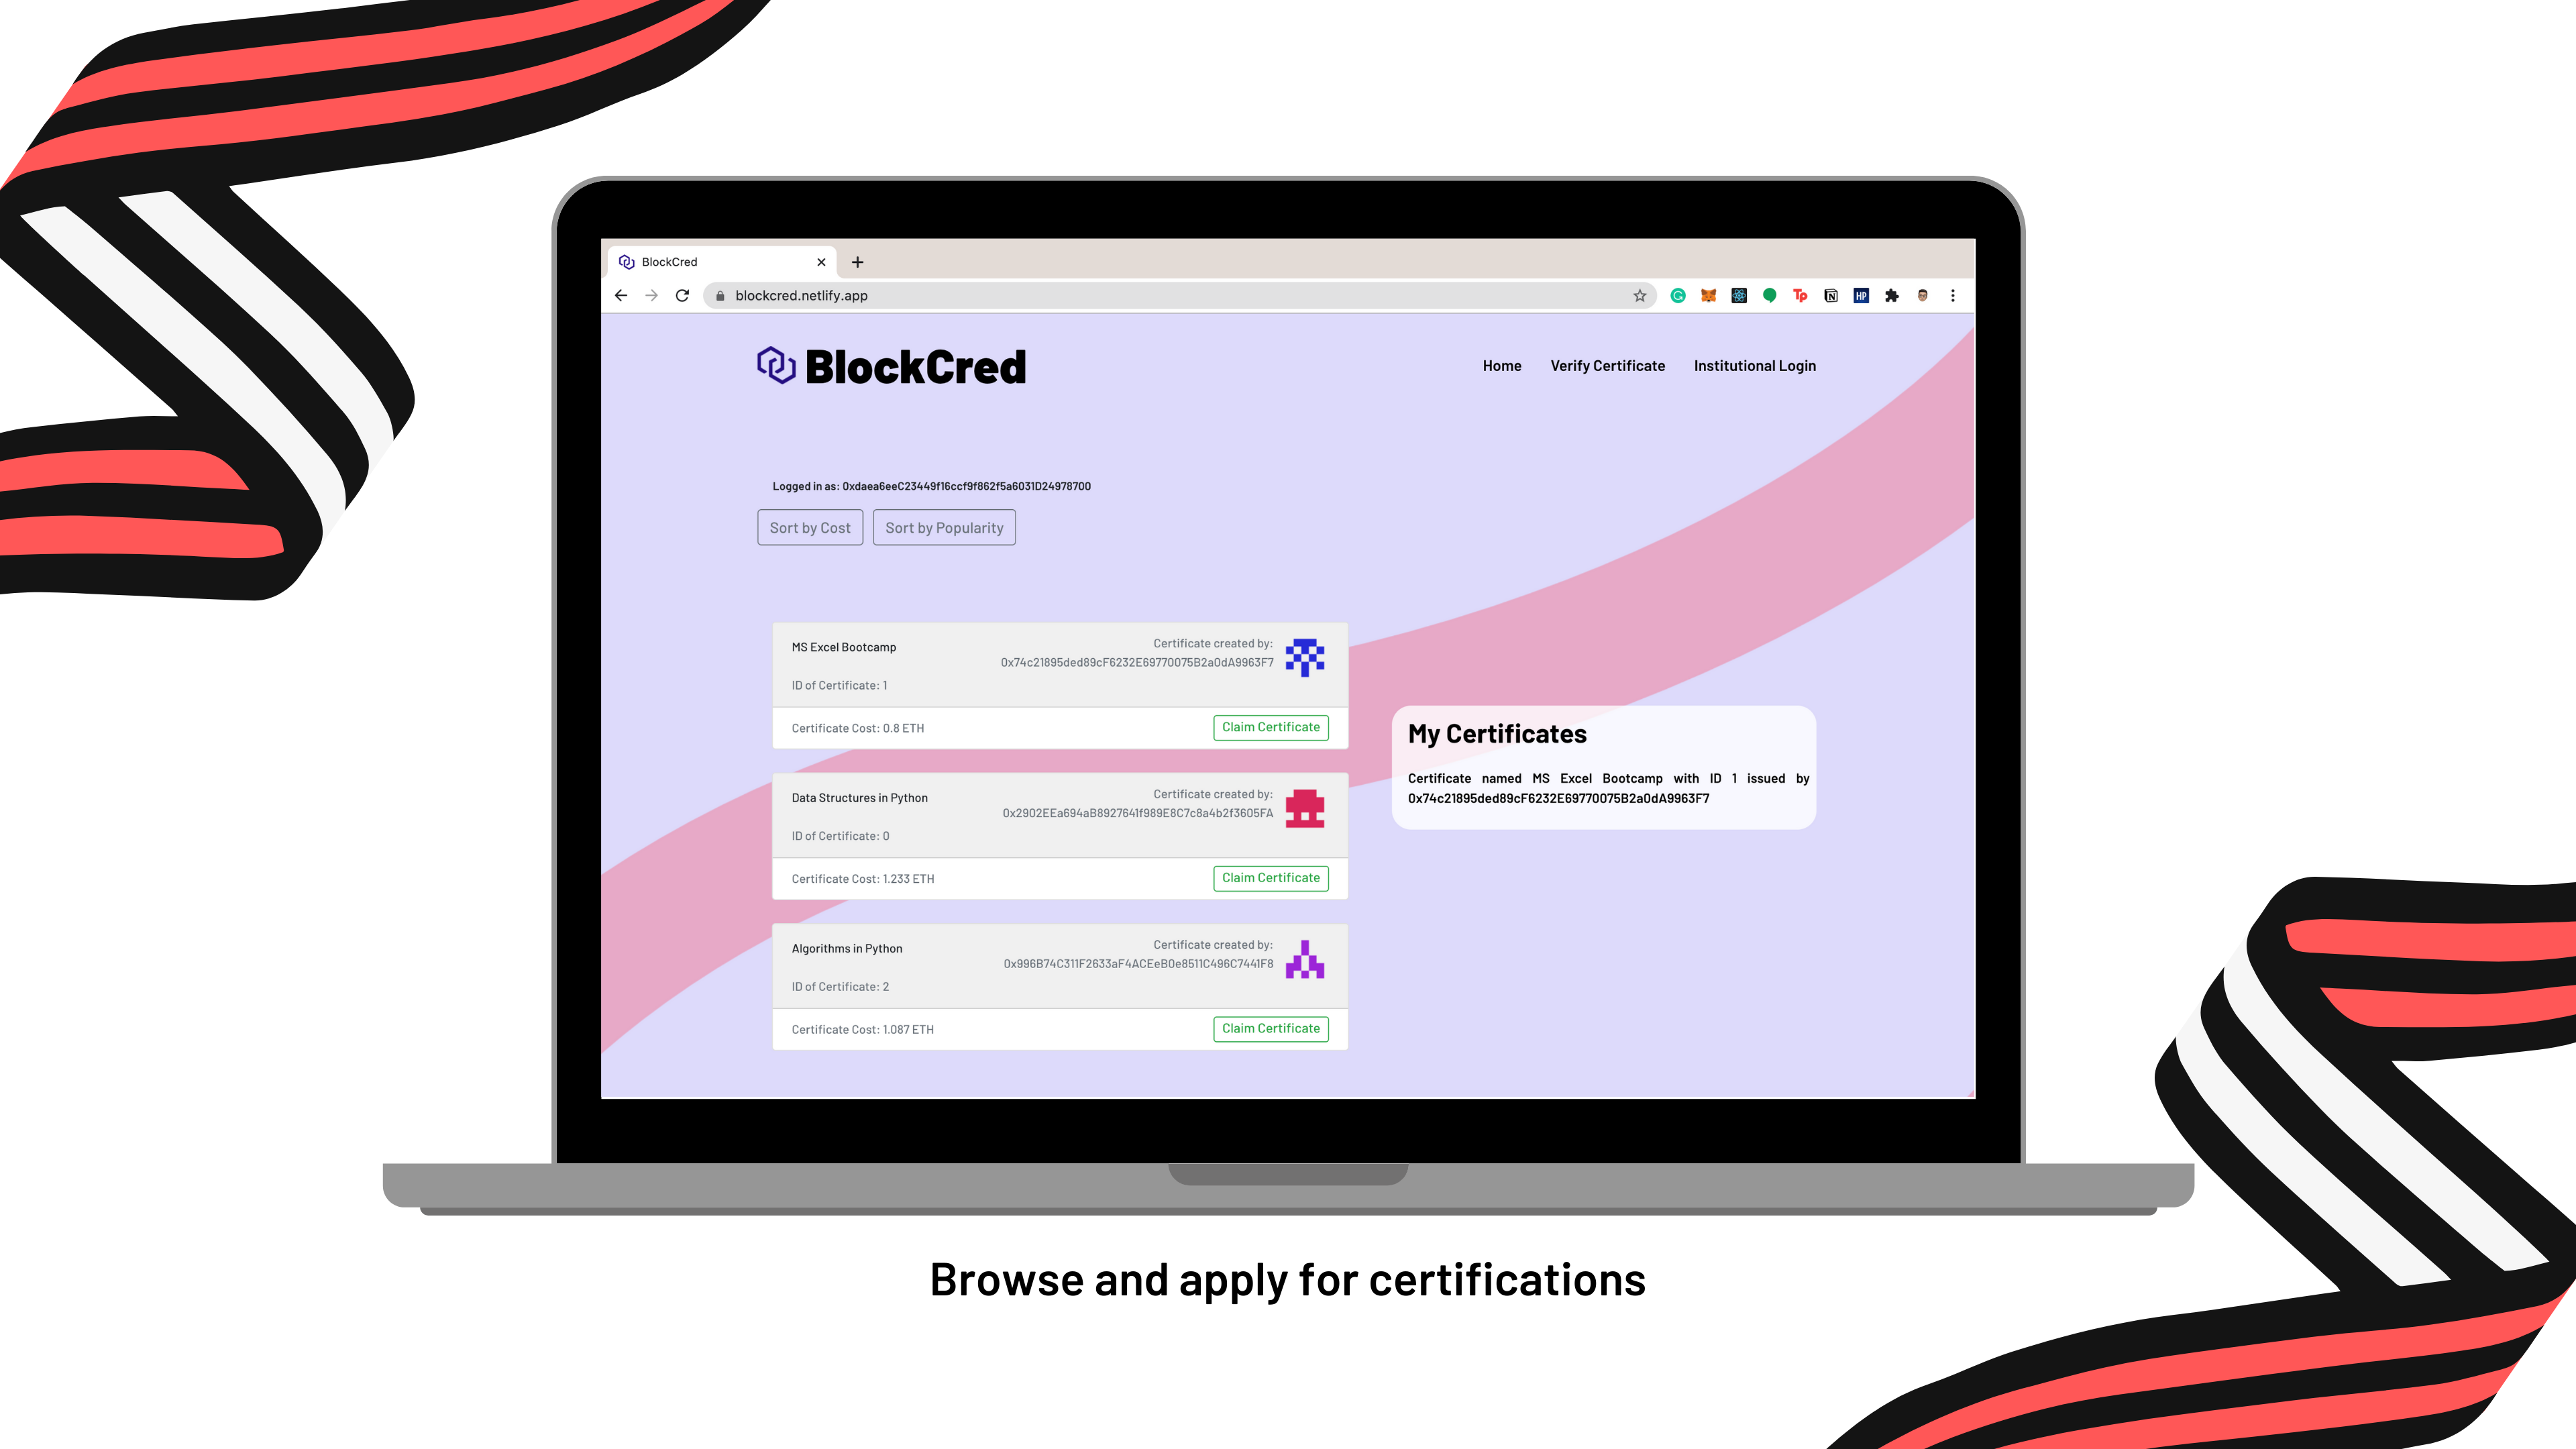 BlockCred
blockcred.netlify.app
BlockCred
Home Verify Certificate Institutional Login
Logged in as: 0xdaea6eeC23449f16ccf9f862f5a6031D24978700
Sort by Cost Sort by Popularity
MS Excel Bootcamp
Certificate created by:
0x74c21895ded89cF6232E69770075B2a0dA9963F7
ID of Certificate: 1
Certificate Cost: 0.8 ETH
Claim Certificate
Data Structures in Python
Certificate created by:
0x2902EEa694aB8927641f989E8C7c8a4b2f3605FA
ID of Certificate: 0
Certificate Cost: 1.233 ETH
Claim Certificate
Algorithms in Python
Certificate created by:
0x996B74C311F2633aF4ACEeB0e8511C496C7441F8
ID of Certificate: 2
Certificate Cost: 1.087 ETH
Claim Certificate
My Certificates
Certificate named MS Excel Bootcamp with ID 1 issued by
0x74c21895ded89cF6232E69770075B2a0dA9963F7
Browse and apply for certifications